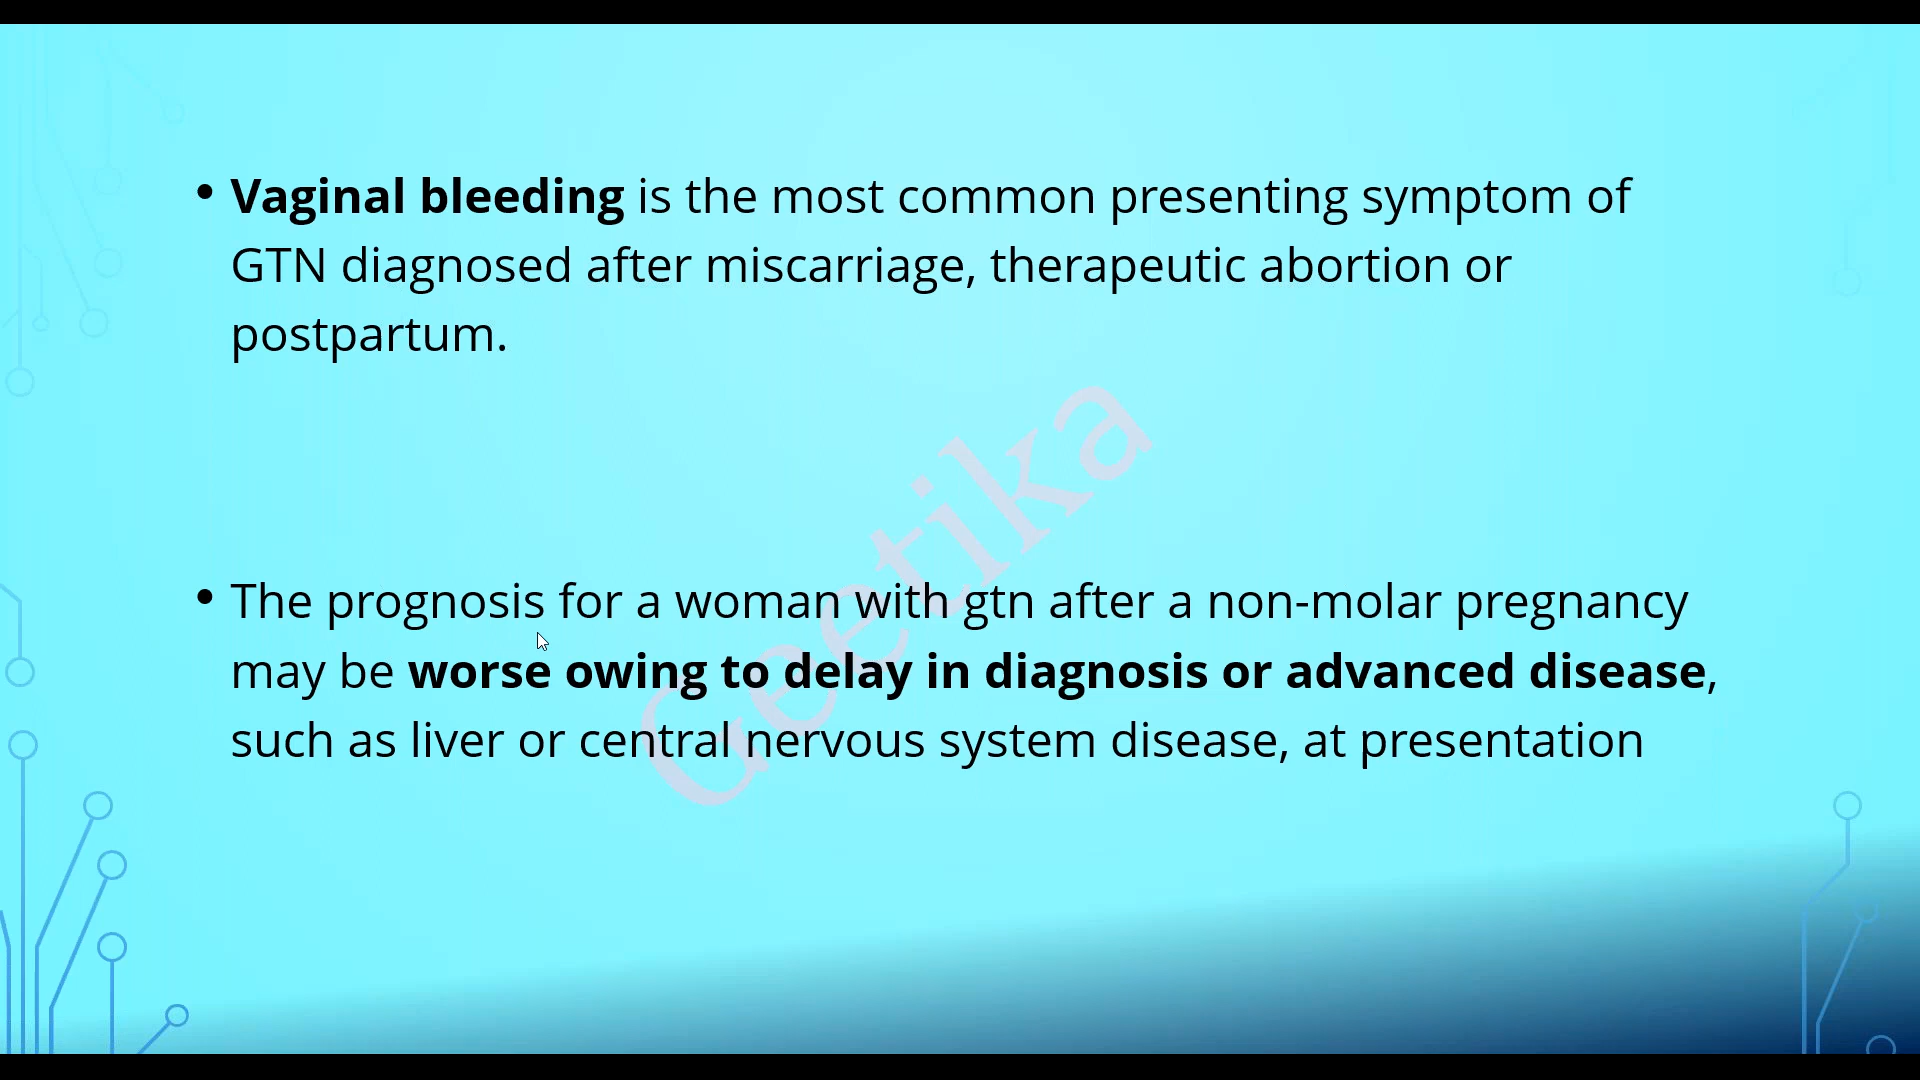 • Vaginal bleeding is the most common presenting symptom of
GTN diagnosed after miscarriage, therapeutic abortion or
postpartum.
Geetika
• The prognosis for a woman with gtn after a non-molar pregnancy
may be worse owing to delay in diagnosis or advanced disease,
such as liver or central nervous system disease, at presentation